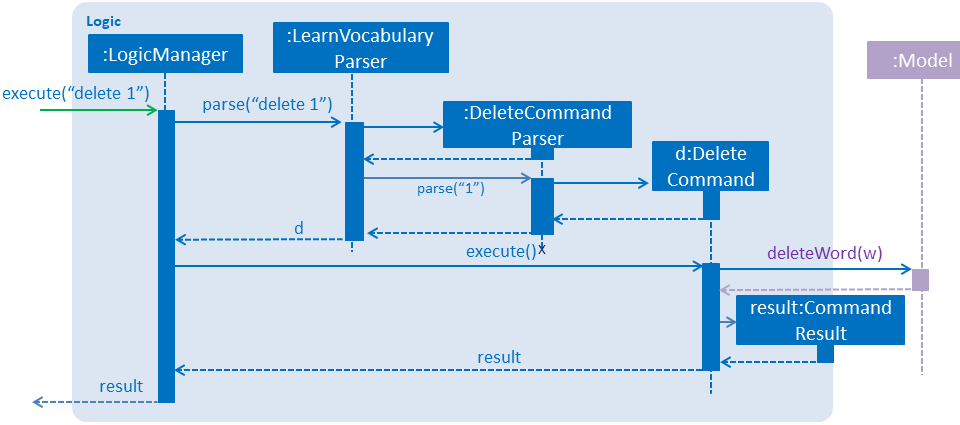 Logic
:LogicManager
:LearnVocabulary
Parser
:Model
execute(“delete 1”)
parse(“delete 1”)
:DeleteCommand
Parser
d:Delete
Command
parse(“1”)
d
execute()
X
deleteWord(w)
result:Command
Result
result
result